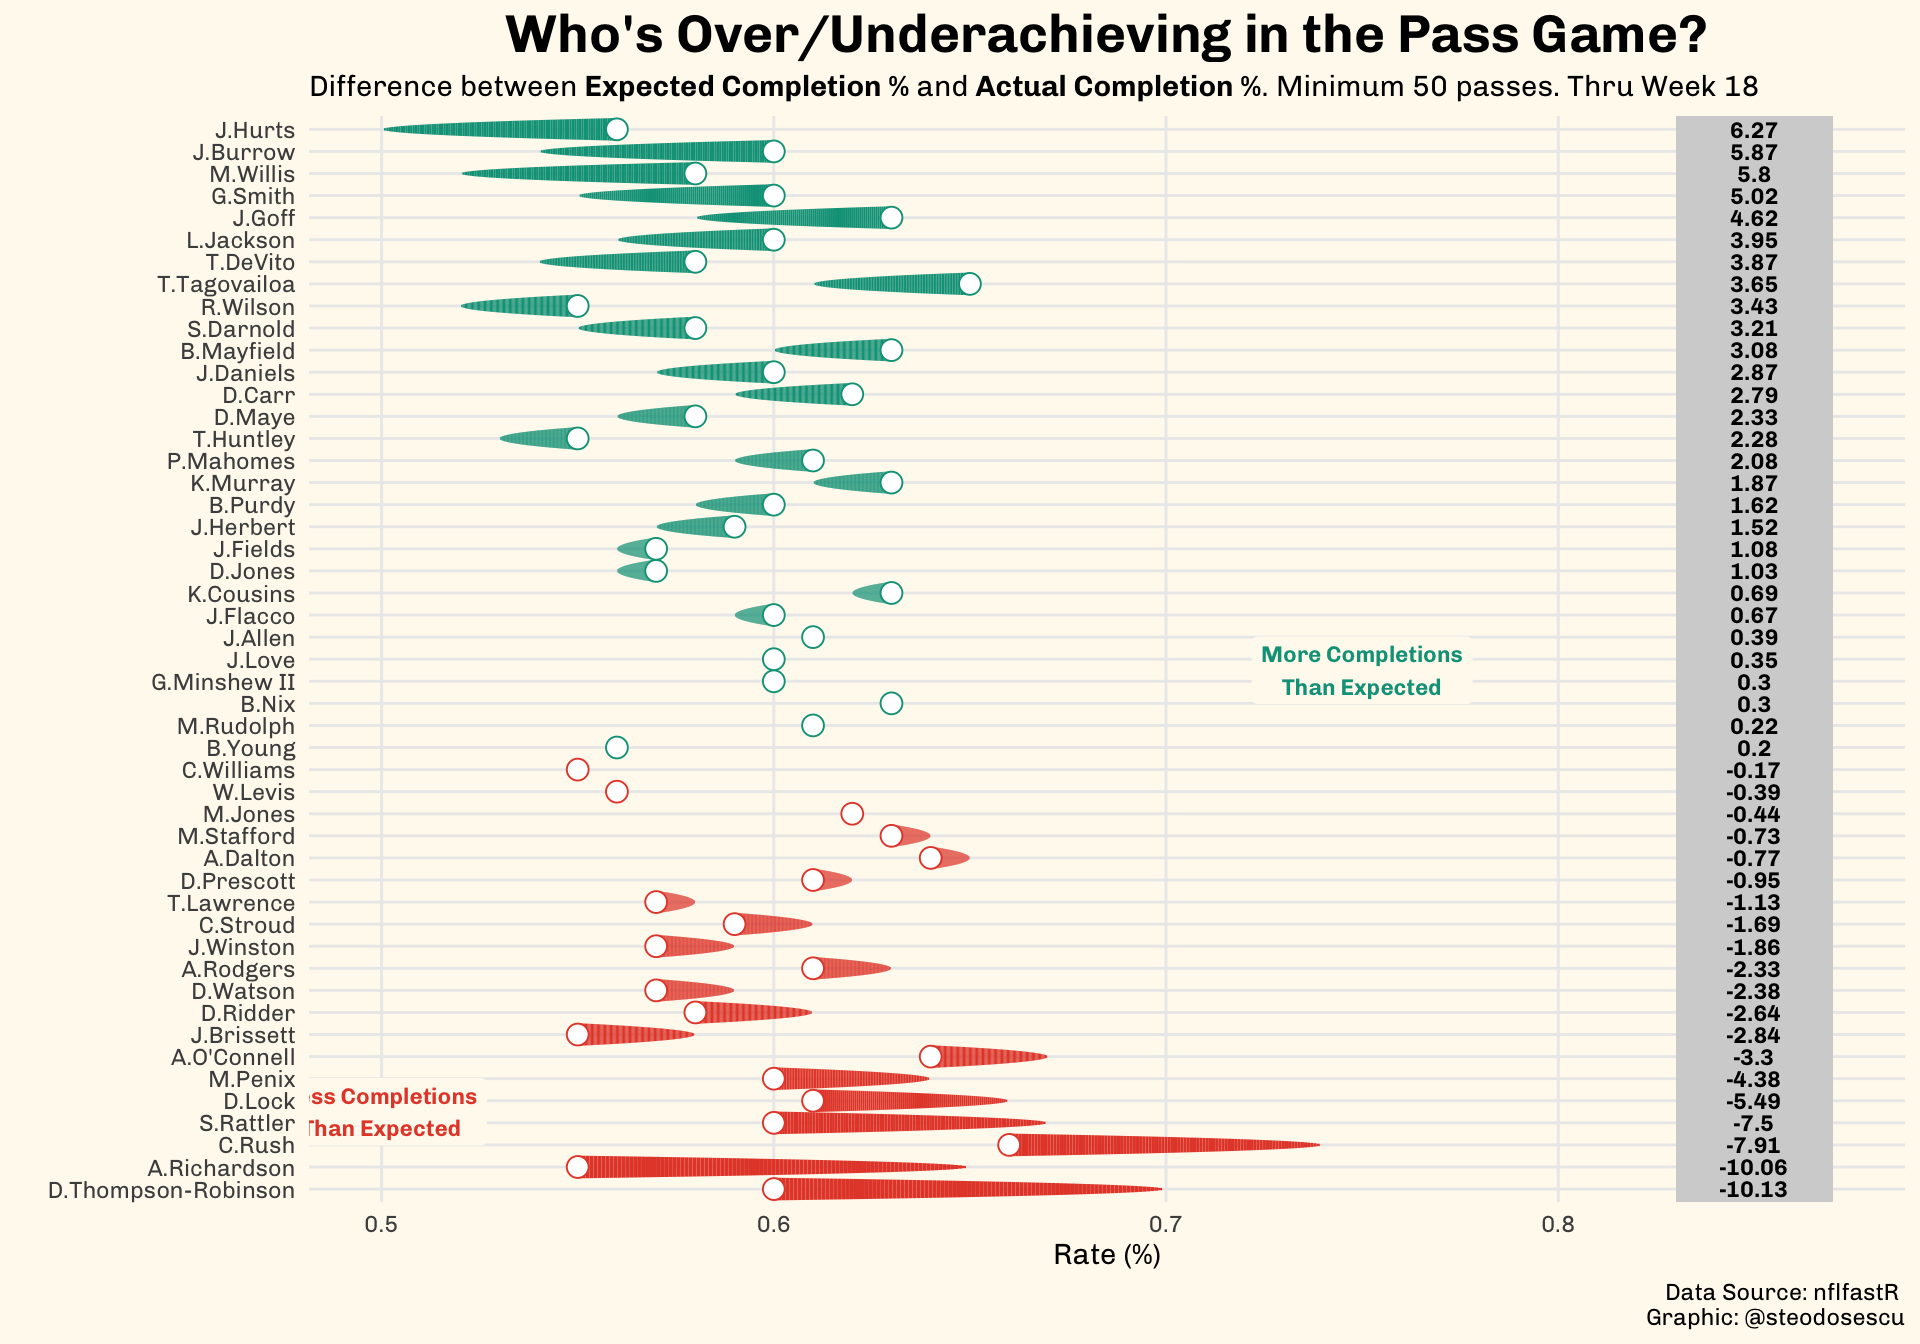 Who's Over/Underachieving in the Pass Game?
Difference between Expected Completion % and Actual Completion %. Minimum 50 passes. Thru Week 18
J.Hurts 6.27
J.Burrow 5.87
M.Willis 5.8
G.Smith 5.02
J.Goff 4.62
L.Jackson 3.95
T.DeVito 3.87
T.Tagovailoa 3.65
R.Wilson 3.43
S.Darnold 3.21
B.Mayfield 3.08
J.Daniels 2.87
D.Carr 2.79
D.Maye 2.33
T.Huntley 2.28
P.Mahomes 2.08
K.Murray 1.87
B.Purdy 1.62
J.Herbert 1.52
J.Fields 1.08
D.Jones 1.03
K.Cousins 0.69
J.Flacco 0.67
J.Allen 0.39
More Completions
J.Love 0.35
G.Minshew II 0.3
Than Expected
B.Nix 0.3
M.Rudolph 0.22
B.Young 0.2
C.Williams -0.17
W.Levis -0.39
M.Jones -0.44
M.Stafford -0.73
A.Dalton -0.77
D.Prescott -0.95
T.Lawrence -1.13
C.Stroud -1.69
J.Winston -1.86
A.Rodgers -2.33
D.Watson -2.38
D.Ridder -2.64
J.Brissett -2.84
A.O'Connell -3.3
M.Penix -4.38
ss Completions
D.Lock -5.49
S.Rattler -7.5
Than Expected
C.Rush -7.91
A.Richardson -10.06
D.Thompson-Robinson -10.13
0.5 0.6 0.7 0.8
Rate (%)
Data Source: nflfastR
Graphic: @steodosescu